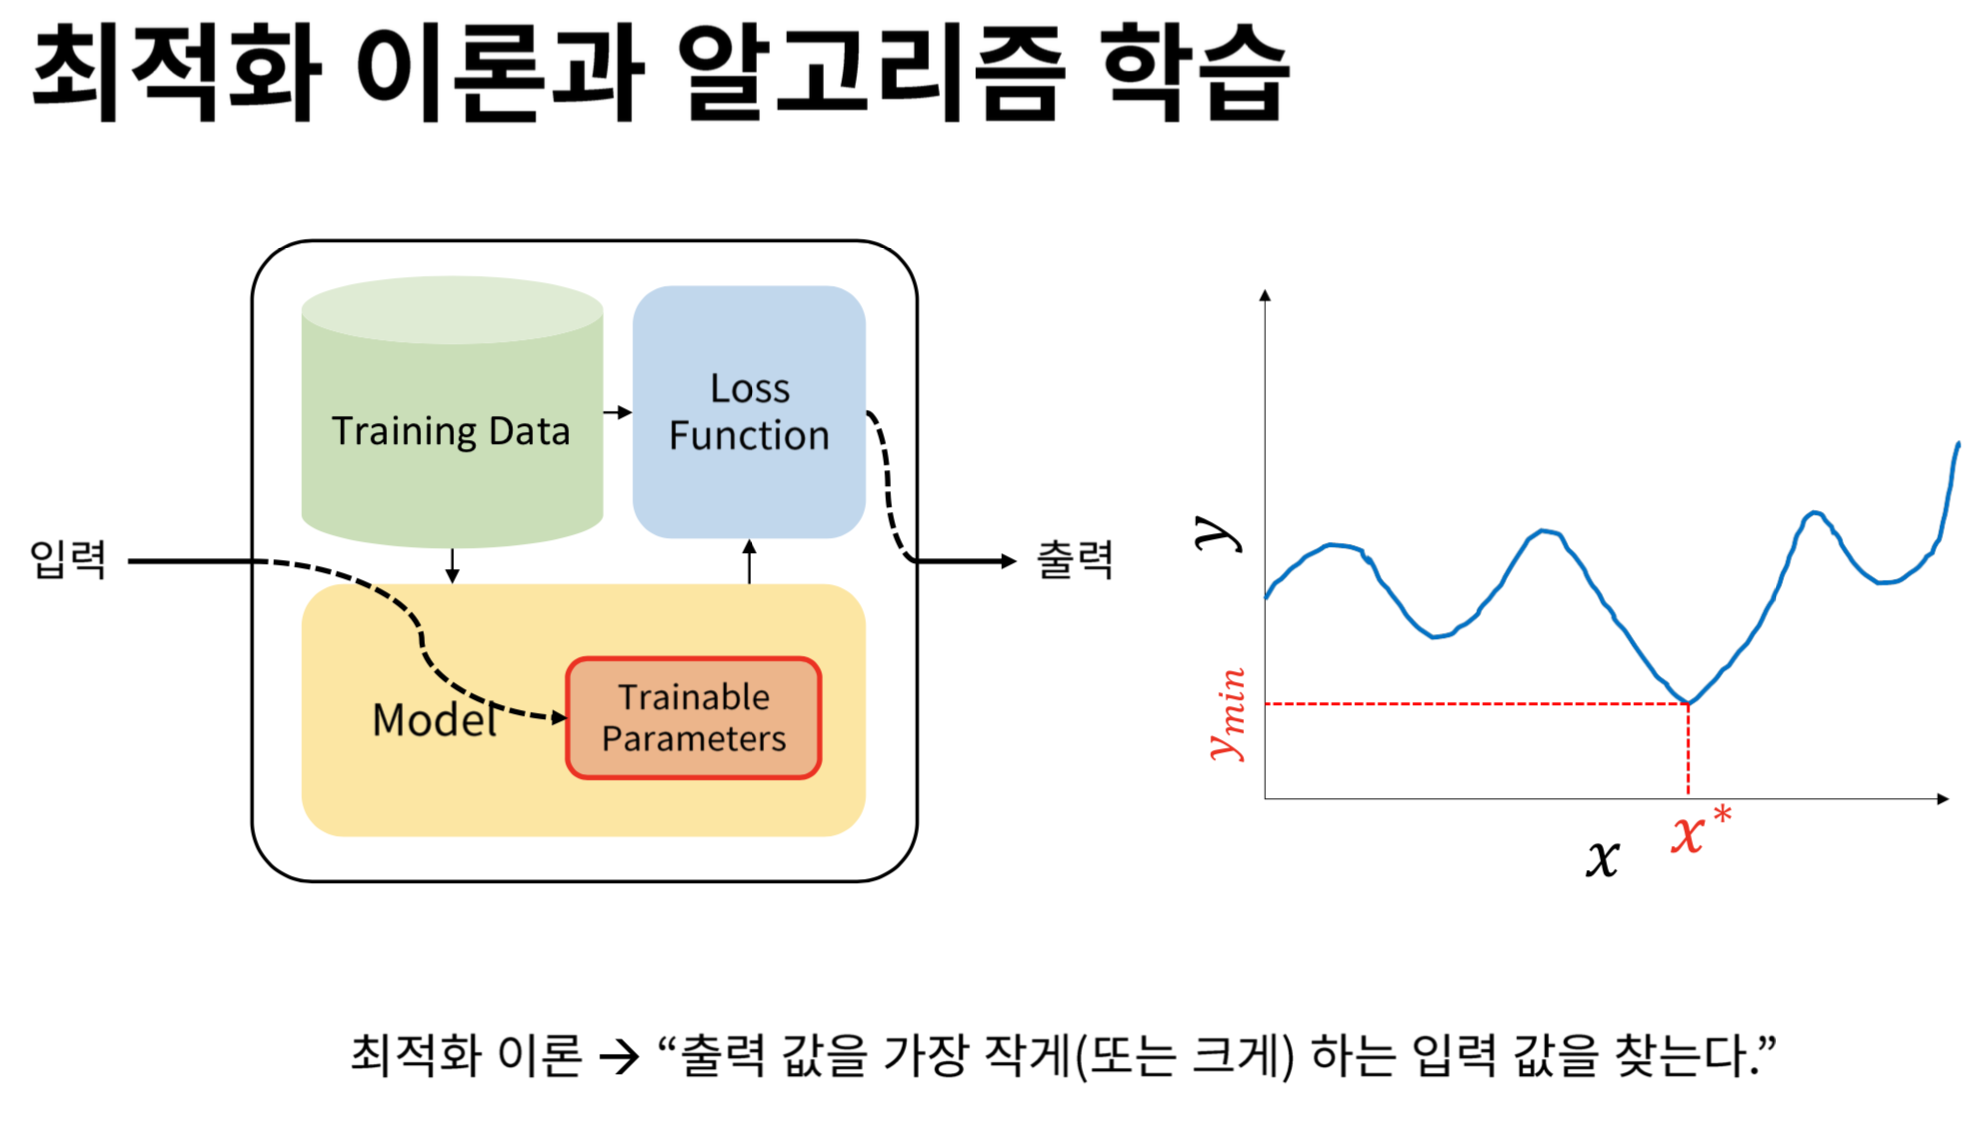 최적화 이론과 알고리즘 학습
Training Data
Loss
Function
입력
출력
Model
Trainable
Parameters
y
y_min
x*
x
최적화 이론 → “출력 값을 가장 작게(또는 크게) 하는 입력 값을 찾는다.”